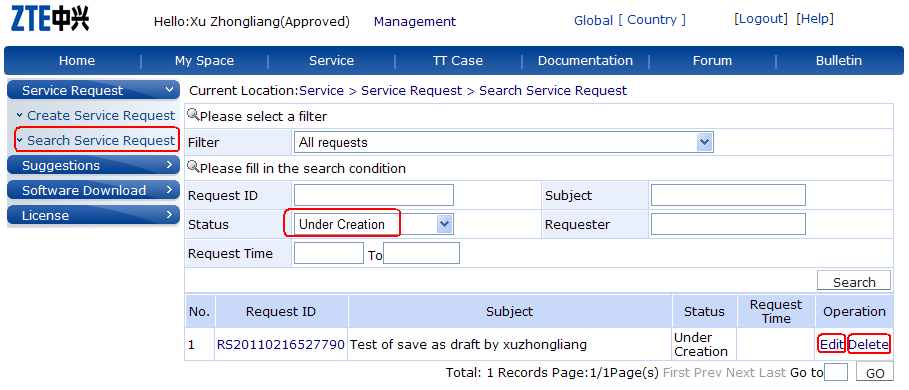 ZTE中兴 Hello:Xu Zhongliang(Approved) Management Global [ Country ] [Logout] [Help]
Home My Space Service TT Case Documentation Forum Bulletin
Service Request
Create Service Request
Search Service Request
Suggestions
Software Download
License
Current Location:Service > Service Request > Search Service Request
Please select a filter
Filter All requests
Please fill in the search condition
Request ID Subject
Status Under Creation Requester
Request Time To
Search
No. Request ID Subject Status Request Time Operation
1 RS20110216527790 Test of save as draft by xuzhongliang Under Creation Edit Delete
Total: 1 Records Page:1/1Page(s) First Prev Next Last Go to GO